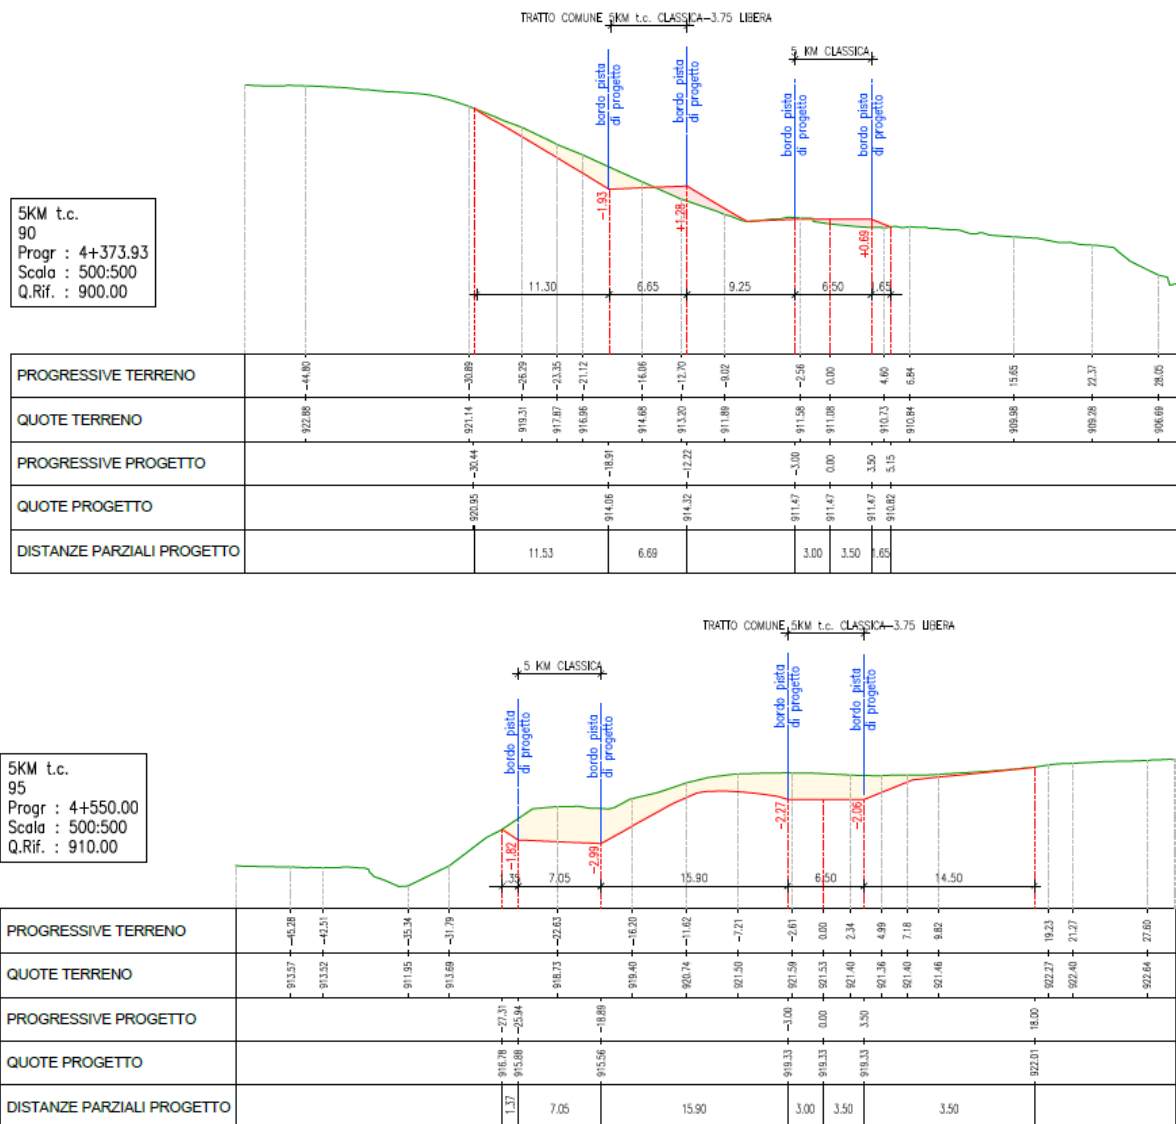 TRATTO COMUNE 5KM t.c. CLASSICA-3.75 LIBERA
5 KM CLASSICA
bordo pista
di progetto
bordo pista
di progetto
bordo pista
di progetto
bordo pista
di progetto
-1.93
+1.28
+0.69
5KM t.c.
90
Progr : 4+373.93
Scala : 500:500
Q.Rif. : 900.00
11.30 6.65 9.25 6.50 1.65
PROGRESSIVE TERRENO -44.80 -30.89 -26.29 -23.35 -21.12 -16.06 -12.70 -9.02 -2.56 0.00 4.60 6.84 15.65 22.37 28.05
QUOTE TERRENO 922.88 921.14 919.31 917.87 916.96 914.68 913.20 911.89 911.58 911.08 910.73 910.84 909.98 909.28 906.69
PROGRESSIVE PROGETTO -30.44 -18.91 -12.22 -3.00 0.00 3.50 5.15
QUOTE PROGETTO 920.95 914.06 914.32 911.47 911.47 911.47 910.82
DISTANZE PARZIALI PROGETTO 11.53 6.69 3.00 3.50 1.65
TRATTO COMUNE 5KM t.c. CLASSICA-3.75 LIBERA
5 KM CLASSICA
bordo pista
di progetto
bordo pista
di progetto
bordo pista
di progetto
bordo pista
di progetto
-1.82
-2.99
-2.27
-2.06
5KM t.c.
95
Progr : 4+550.00
Scala : 500:500
Q.Rif. : 910.00
7.05 15.90 6.50 14.50
PROGRESSIVE TERRENO -45.28 -42.51 -35.34 -31.79 -22.63 -16.20 -11.62 -7.21 -2.61 0.00 2.34 4.99 7.18 9.82 19.23 21.27 27.60
QUOTE TERRENO 913.57 913.52 911.95 913.69 918.73 919.40 920.74 921.50 921.59 921.53 921.40 921.36 921.40 921.46 922.27 922.40 922.64
PROGRESSIVE PROGETTO -27.31 -25.94 -18.89 -3.00 0.00 3.50 18.00
QUOTE PROGETTO 916.78 915.88 915.56 919.33 919.33 919.33 922.01
DISTANZE PARZIALI PROGETTO 1.37 7.05 15.90 3.00 3.50 3.50